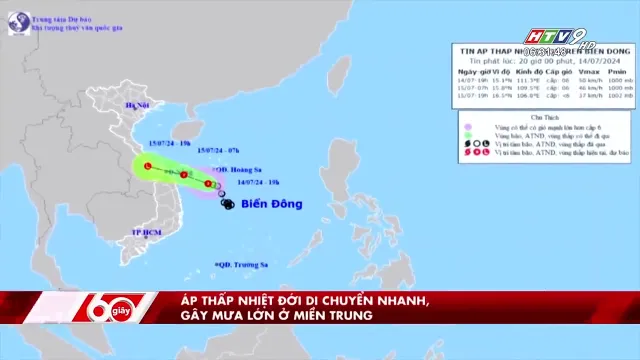 Trung tâm Dự báo
khí tượng thủy văn quốc gia
HTV9 HD
06:31:43
TIN ÁP THẤP NHIỆT TRÊN BIỂN ĐÔNG
Tin phát lúc: 20 giờ 00 phút, 14/07/2024
Ngày giờ Vĩ độ Kinh độ Cấp gió Vmax Pmin
14/07-19h 15.1°N 111.3°E cấp: 06 50 km/h 1000 mb
15/07-07h 15.8°N 109.5°E cấp: 06 46 km/h 1000 mb
15/07-19h 16.5°N 106.8°E cấp: <6 37 km/h 1002 mb
Chú Thích
Vùng có thể có gió mạnh lớn hơn cấp 6
Vùng bão, ATNĐ, vùng thấp có thể đi qua
Vị trí tâm bão, ATNĐ, vùng thấp đã qua
Vị trí tâm bão, ATNĐ, vùng thấp hiện tại, dự báo
Hà Nội
15/07/24 - 19h
15/07/24 - 07h
QĐ. Hoàng Sa
14/07/24 - 19h
Biển Đông
TP.HCM
QĐ. Trường Sa
60 giây
ÁP THẤP NHIỆT ĐỚI DI CHUYỂN NHANH,
GÂY MƯA LỚN Ở MIỀN TRUNG